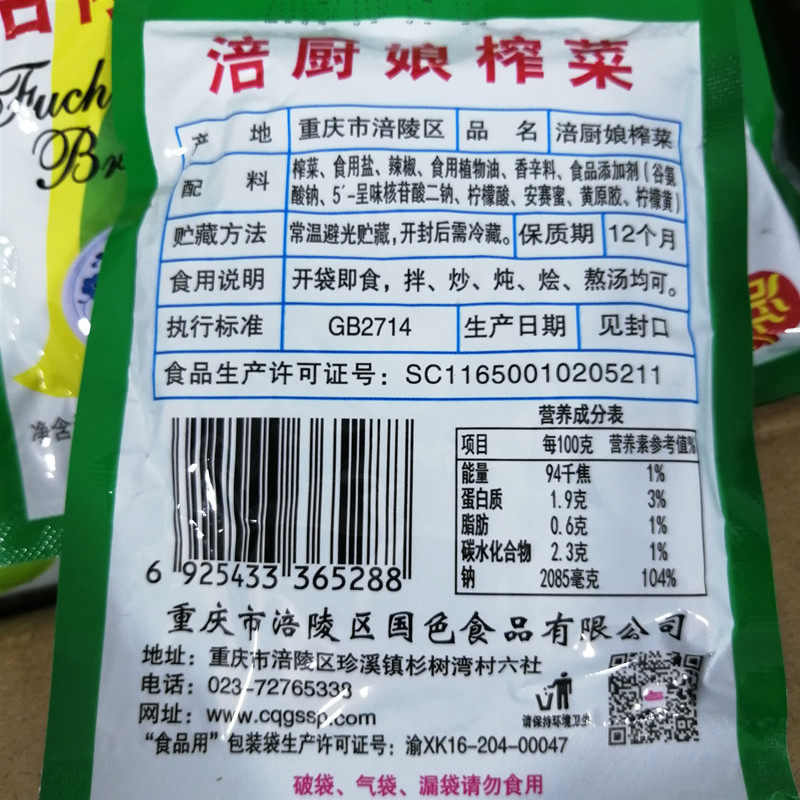 Fuch
涪厨娘榨菜
产 地 重庆市涪陵区 品 名 涪厨娘榨菜
配 料 榨菜、食用盐、辣椒、食用植物油、香辛料、食品添加剂(谷氨
酸钠、5′-呈味核苷酸二钠、柠檬酸、安赛蜜、黄原胶、柠檬黄)
贮藏方法 常温避光贮藏,开封后需冷藏。 保质期 12个月
食用说明 开袋即食，拌、炒、炖、烩、熬汤均可。
执行标准 GB2714 生产日期 见封口
食品生产许可证号：SC11650010205211
营养成分表
项目 每100克 营养素参考值%
能量 94千焦 1%
蛋白质 1.9克 3%
脂肪 0.6克 1%
碳水化合物 2.3克 1%
钠 2085毫克 104%
6 925433 365288
重庆市涪陵区国色食品有限公司
地址：重庆市涪陵区珍溪镇杉树湾村六社
电话：023-72765338
网址：www.cqgssp.com
请保持环境卫生
“食品用”包装袋生产许可证号：渝XK16-204-00047
破袋、气袋、漏袋请勿食用
净含